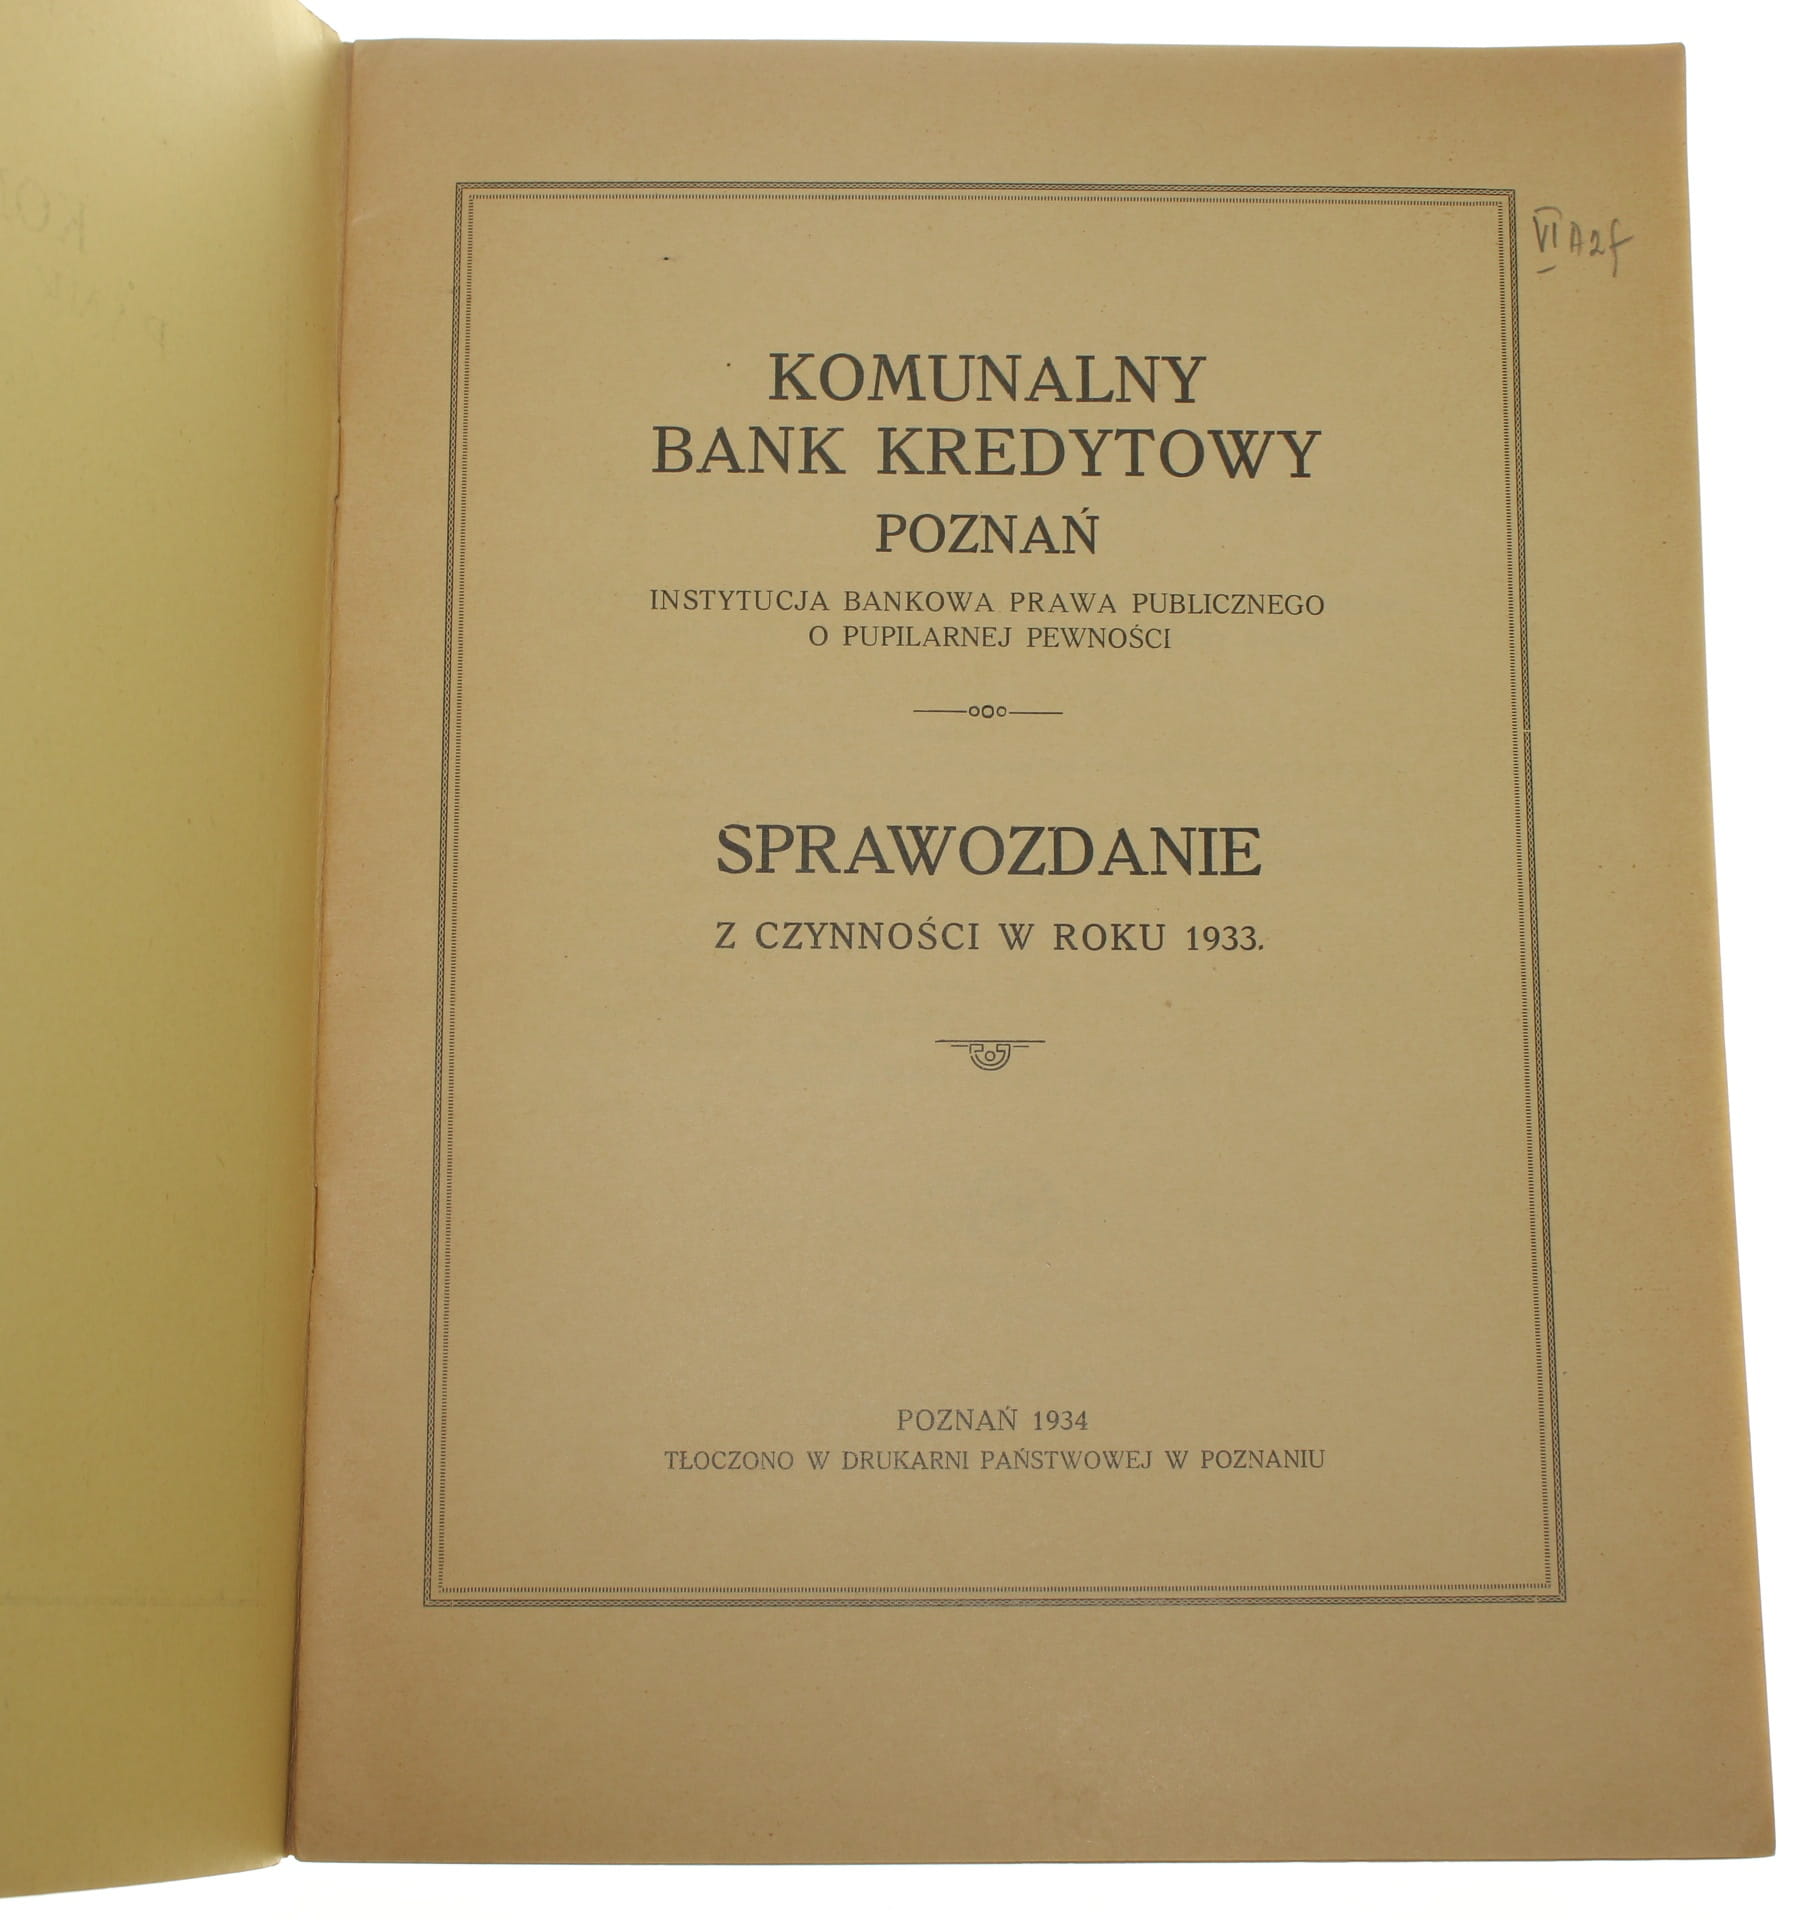 VI A2f
KOMUNALNY
BANK KREDYTOWY
POZNAŃ
INSTYTUCJA BANKOWA PRAWA PUBLICZNEGO
O PUPILARNEJ PEWNOŚCI
SPRAWOZDANIE
Z CZYNNOŚCI W ROKU 1933.
POZNAŃ 1934
TŁOCZONO W DRUKARNI PAŃSTWOWEJ W POZNANIU